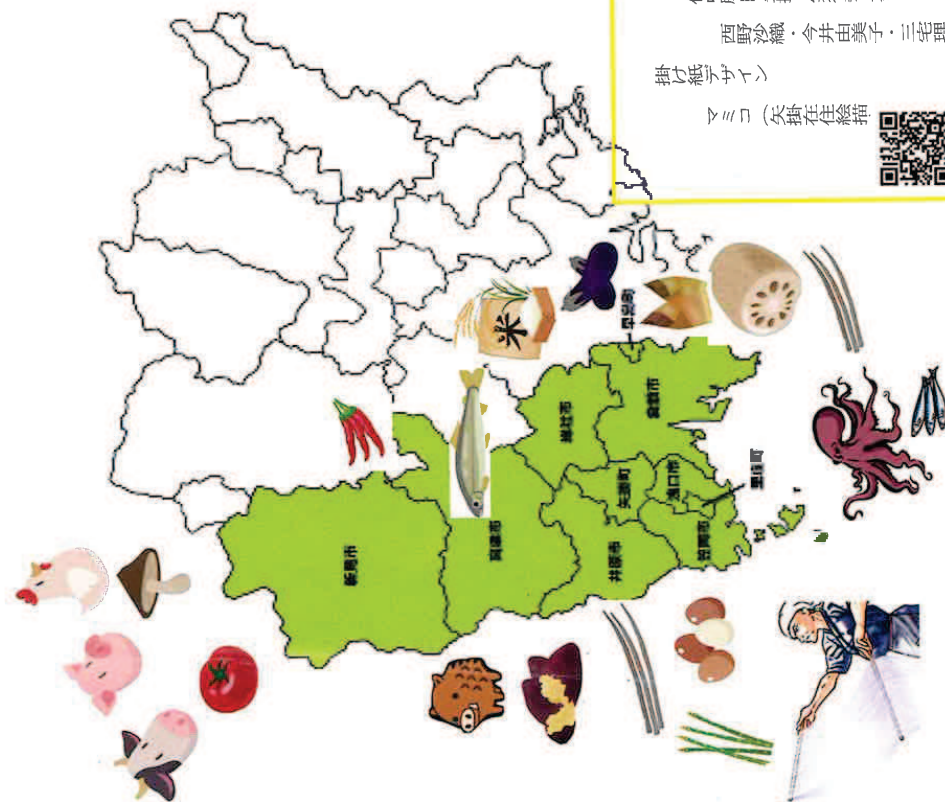 西野沙織・今井由美子・三宅理
掛け紙デザイン
マミコ（矢掛在住絵描
米
新見市
高梁市
総社市
早島町
倉敷市
矢掛町
井原市
浅口市
笠岡市
里庄町